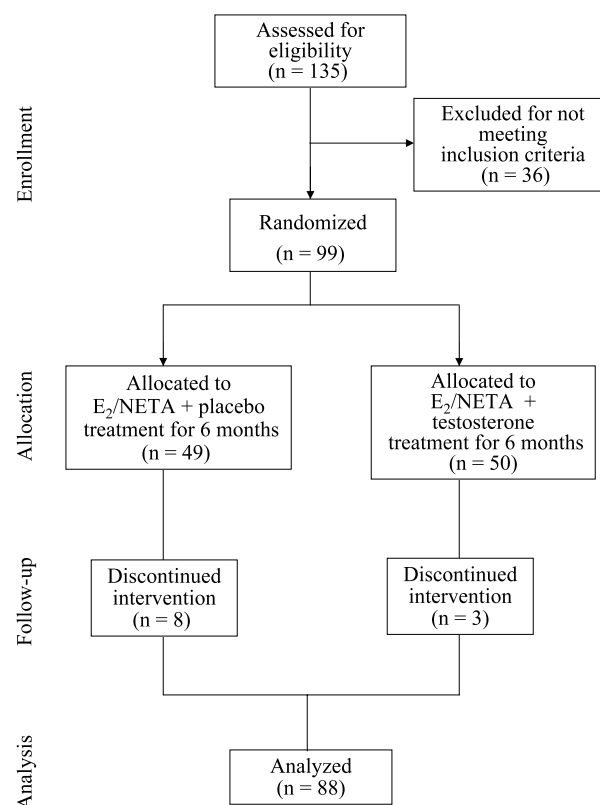 Assessed for
eligibility
(n = 135)
Enrollment
Excluded for not
meeting
inclusion criteria
(n = 36)
Randomized
(n = 99)
Allocation
Allocated to
E₂/NETA + placebo
treatment for 6 months
(n = 49)
Allocated to
E₂/NETA +
testosterone
treatment for 6 months
(n = 50)
Follow-up
Discontinued
intervention
(n = 8)
Discontinued
intervention
(n = 3)
Analysis
Analyzed
(n = 88)